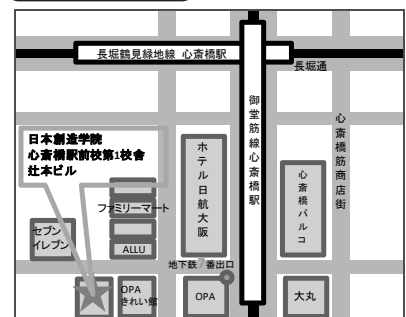 長堀鶴見緑地線 心斎橋駅
長堀通
御堂筋線心斎橋駅
心斎橋筋商店街
日本創造学院
心斎橋駅前校第1校舎
辻本ビル
ホテル日航大阪
心斎橋パルコ
ファミリーマート
セブン
イレブン
ALLU
地下鉄7番出口
OPA
きれい館
OPA
大丸